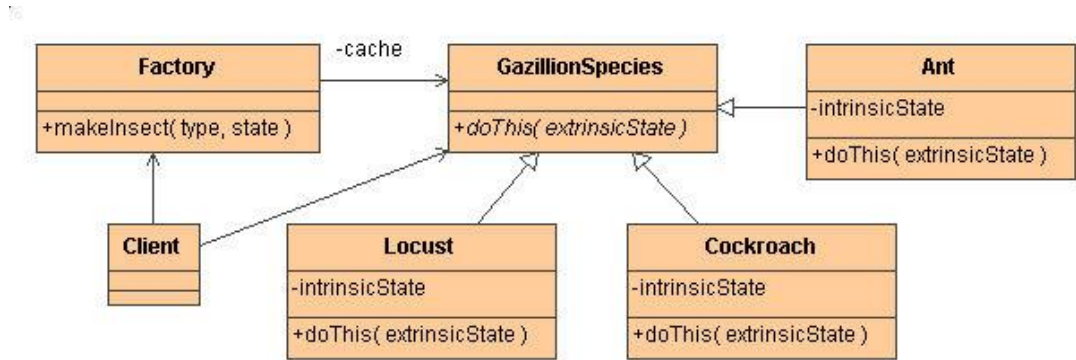 Factory
+makeInsect( type, state )
-cache
GazillionSpecies
+doThis( extrinsicState )
Ant
-intrinsicState
+doThis( extrinsicState )
Client
Locust
-intrinsicState
+doThis( extrinsicState )
Cockroach
-intrinsicState
+doThis( extrinsicState )